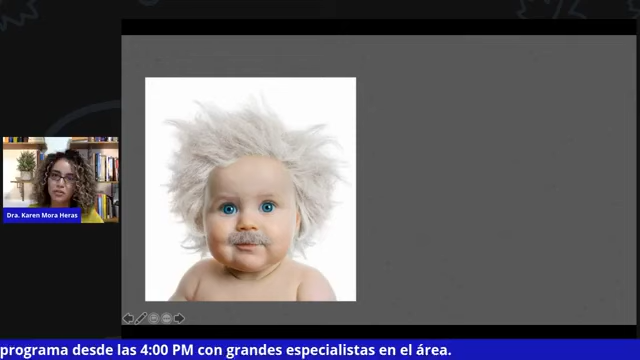 Dra. Karen Mora Heras
programa desde las 4:00 PM con grandes especialistas en el área.